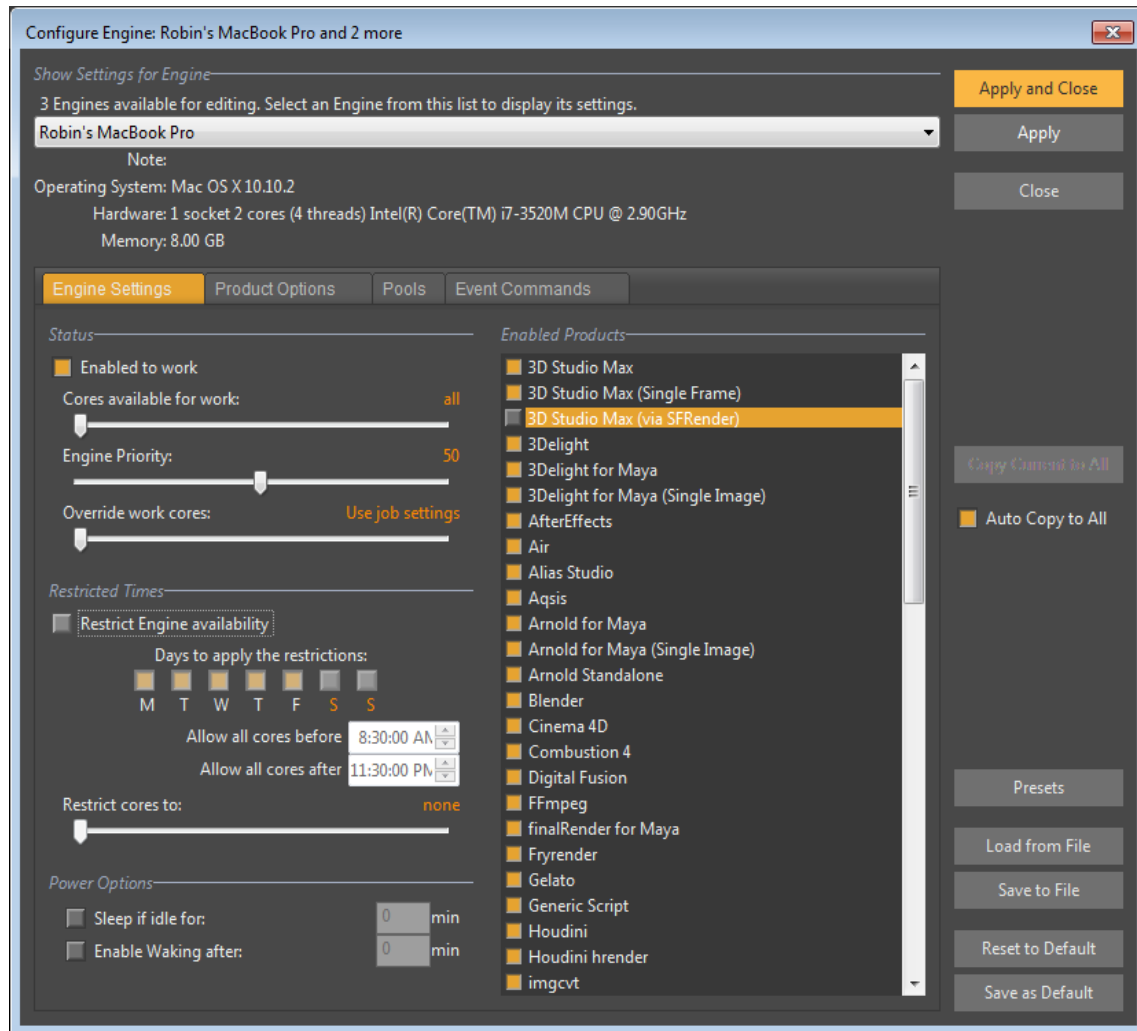 Configure Engine: Robin's MacBook Pro and 2 more
Show Settings for Engine
3 Engines available for editing. Select an Engine from this list to display its settings.
Robin's MacBook Pro
Note:
Operating System: Mac OS X 10.10.2
Hardware: 1 socket 2 cores (4 threads) Intel(R) Core(TM) i7-3520M CPU @ 2.90GHz
Memory: 8.00 GB
Apply and Close
Apply
Close
Engine Settings Product Options Pools Event Commands
Status
Enabled to work
Cores available for work: all
Engine Priority: 50
Override work cores: Use job settings
Restricted Times
Restrict Engine availability
Days to apply the restrictions:
M T W T F S S
Allow all cores before 8:30:00 AM
Allow all cores after 11:30:00 PM
Restrict cores to: none
Power Options
Sleep if idle for: 0 min
Enable Waking after: 0 min
Enabled Products
3D Studio Max
3D Studio Max (Single Frame)
3D Studio Max (via SFRender)
3Delight
3Delight for Maya
3Delight for Maya (Single Image)
AfterEffects
Air
Alias Studio
Aqsis
Arnold for Maya
Arnold for Maya (Single Image)
Arnold Standalone
Blender
Cinema 4D
Combustion 4
Digital Fusion
FFmpeg
finalRender for Maya
Fryrender
Gelato
Generic Script
Houdini
Houdini hrender
imgcvt
Copy Current to All
Auto Copy to All
Presets
Load from File
Save to File
Reset to Default
Save as Default